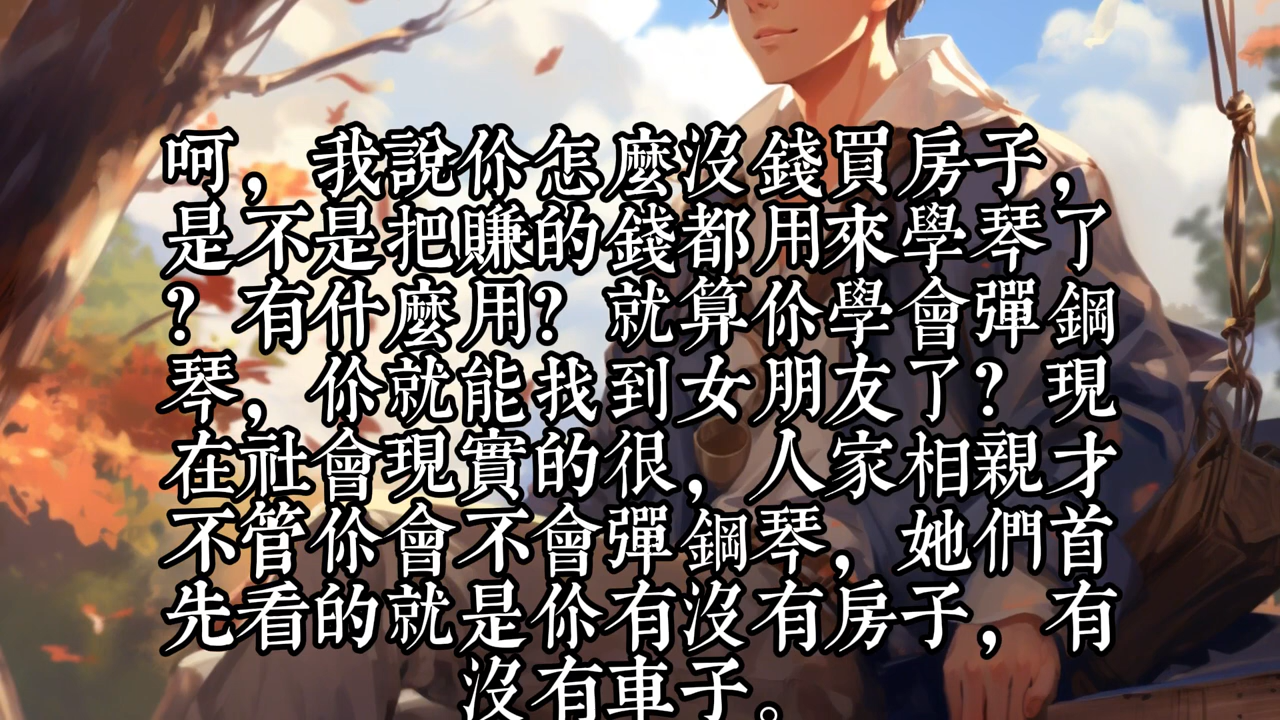 呵，我說你怎麼沒錢買房子，
是不是把賺的錢都用來學琴了
？有什麼用？就算你學會彈鋼
琴，你就能找到女朋友了？現
在社會現實的很，人家相親才
不管你會不會彈鋼琴，她們首
先看的就是你有沒有房子，有
沒有車子。